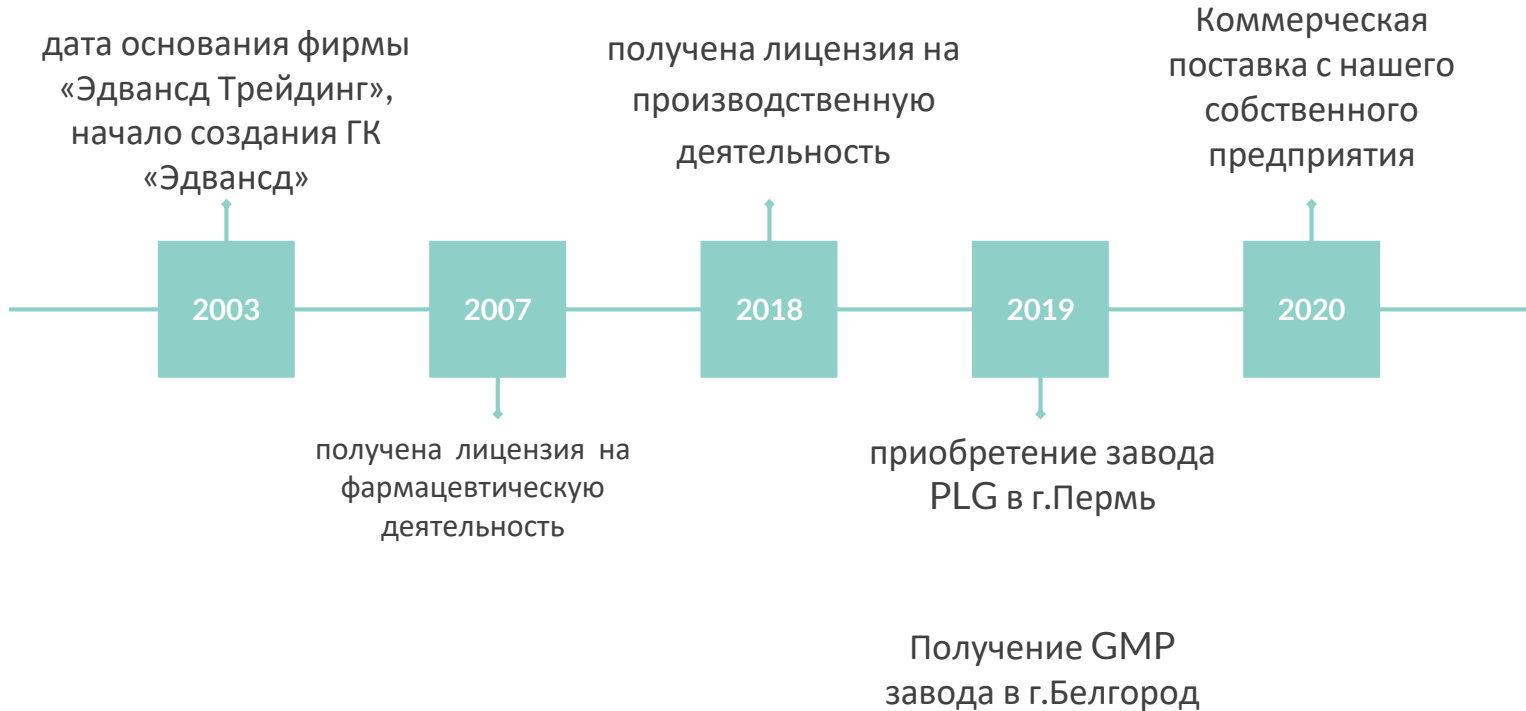 дата основания фирмы
«Эдвансд Трейдинг»,
начало создания ГК
«Эдвансд»
получена лицензия на
производственную
деятельность
Коммерческая
поставка с нашего
собственного
предприятия
2003
2007
2018
2019
2020
получена лицензия на
фармацевтическую
деятельность
приобретение завода
PLG в г.Пермь
Получение GMP
завода в г.Белгород